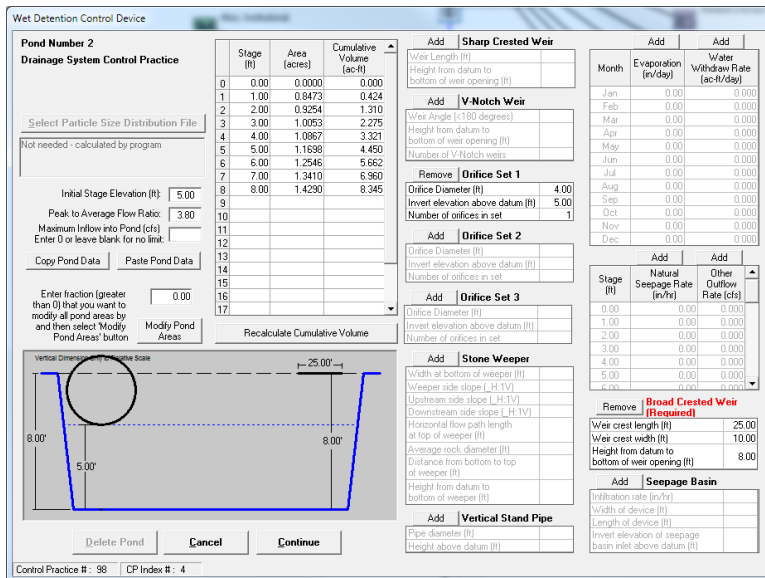 Wet Detention Control Device
Pond Number 2
Drainage System Control Practice
Select Particle Size Distribution File
Not needed - calculated by program
Initial Stage Elevation (ft): 5.00
Peak to Average Flow Ratio: 3.80
Maximum Inflow into Pond (cfs)
Enter 0 or leave blank for no limit:
Copy Pond Data Paste Pond Data
Enter fraction (greater
than 0) that you want to
modify all pond areas by
and then select 'Modify
Pond Areas' button
0.00
Modify Pond
Areas
Stage
(ft)
Area
(acres)
Cumulative
Volume
(ac-ft)
0 0.00 0.0000 0.000
1 1.00 0.8473 0.424
2 2.00 0.9254 1.310
3 3.00 1.0053 2.275
4 4.00 1.0867 3.321
5 5.00 1.1698 4.450
6 6.00 1.2546 5.662
7 7.00 1.3410 6.960
8 8.00 1.4290 8.345
9
10
11
12
13
14
15
16
17
Recalculate Cumulative Volume
25.00'
8.00'
5.00'
8.00'
Delete Pond Cancel Continue
Control Practice # : 98 CP Index # : 4
Add Sharp Crested Weir
Weir Length (ft)
Height from datum to
bottom of weir opening (ft)
Add V-Notch Weir
Weir Angle (<180 degrees)
Height from datum to
bottom of weir opening (ft)
Number of V-Notch weirs
Remove Orifice Set 1
Orifice Diameter (ft) 4.00
Invert elevation above datum (ft) 5.00
Number of orifices in set 1
Add Orifice Set 2
Orifice Diameter (ft)
Invert elevation above datum (ft)
Number of orifices in set
Add Orifice Set 3
Orifice Diameter (ft)
Invert elevation above datum (ft)
Number of orifices in set
Add Stone Weeper
Width at bottom of weeper (ft)
Weeper side slope (_H:1V)
Upstream side slope (_H:1V)
Downstream side slope (_H:1V)
Horizontal flow path length
at top of weeper (ft)
Average rock diameter (ft)
Distance from bottom to top
of weeper (ft)
Height from datum to
bottom of weeper (ft)
Add Vertical Stand Pipe
Pipe diameter (ft)
Height above datum (ft)
Add Add
Month
Evaporation
(in/day)
Water
Withdraw Rate
(ac-ft/day)
Jan 0.00 0.000
Feb 0.00 0.000
Mar 0.00 0.000
Apr 0.00 0.000
May 0.00 0.000
Jun 0.00 0.000
Jul 0.00 0.000
Aug 0.00 0.000
Sep 0.00 0.000
Oct 0.00 0.000
Nov 0.00 0.000
Dec 0.00 0.000
Add Add
Stage
(ft)
Natural
Seepage Rate
(in/hr)
Other
Outflow
Rate (cfs)
0.00 0.00 0.000
1.00 0.00 0.000
2.00 0.00 0.000
3.00 0.00 0.000
4.00 0.00 0.000
5.00 0.00 0.000
6.00 0.00 0.000
Remove Broad Crested Weir
(Required)
Weir crest length (ft) 25.00
Weir crest width (ft) 10.00
Height from datum to
bottom of weir opening (ft) 8.00
Add Seepage Basin
Infiltration rate (in/hr)
Width of device (ft)
Length of device (ft)
Invert elevation of seepage
basin inlet above datum (ft)